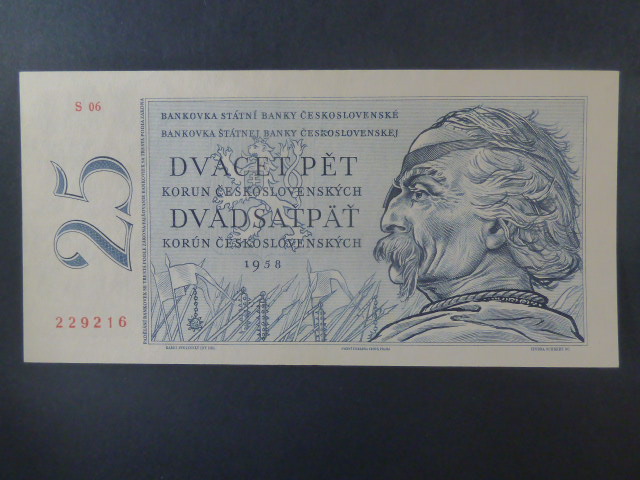 S 06
25
BANKOVKA STÁTNÍ BANKY ČESKOSLOVENSKÉ
BANKOVKA ŠTÁTNEJ BANKY ČESKOSLOVENSKEJ
DVACET PĚT
KORUN ČESKOSLOVENSKÝCH
DVADSAŤPÄŤ
KORÚN ČESKOSLOVENSKÝCH
1958
229216